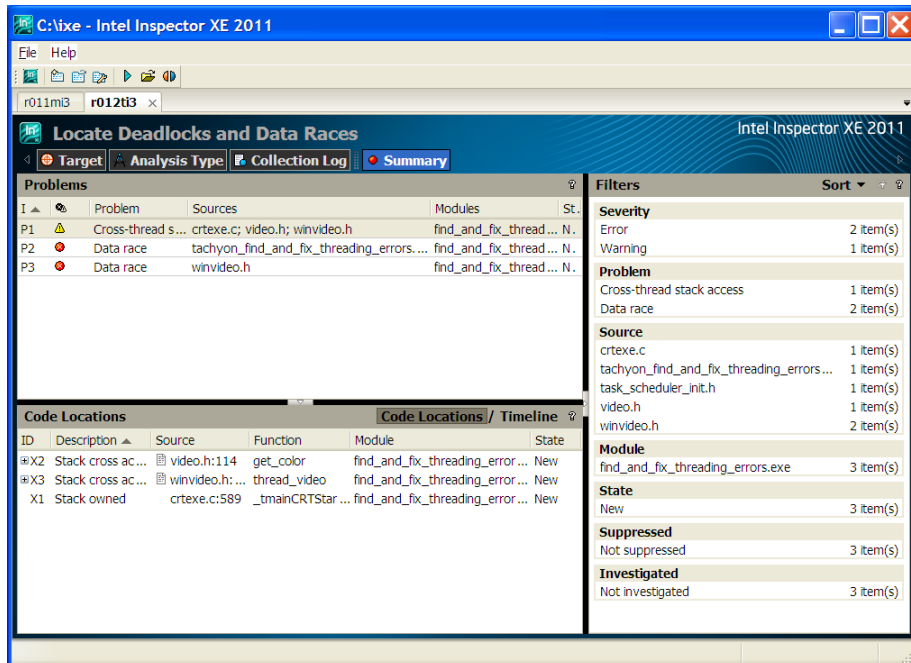 C:\ixe - Intel Inspector XE 2011
File Help
r011mi3 r012ti3
Locate Deadlocks and Data Races Intel Inspector XE 2011
Target Analysis Type Collection Log Summary
Problems ?
I Problem Sources Modules St.
P1 Cross-thread s... crtexe.c; video.h; winvideo.h find_and_fix_thread... N.
P2 Data race tachyon_find_and_fix_threading_errors.... find_and_fix_thread... N.
P3 Data race winvideo.h find_and_fix_thread... N.
Code Locations Code Locations / Timeline ?
ID Description Source Function Module State
X2 Stack cross ac... video.h:114 get_color find_and_fix_threading_error... New
X3 Stack cross ac... winvideo.h:... thread_video find_and_fix_threading_error... New
X1 Stack owned crtexe.c:589 _tmainCRTStar... find_and_fix_threading_error... New
Filters Sort ?
Severity
Error 2 item(s)
Warning 1 item(s)
Problem
Cross-thread stack access 1 item(s)
Data race 2 item(s)
Source
crtexe.c 1 item(s)
tachyon_find_and_fix_threading_errors... 1 item(s)
task_scheduler_init.h 1 item(s)
video.h 1 item(s)
winvideo.h 2 item(s)
Module
find_and_fix_threading_errors.exe 3 item(s)
State
New 3 item(s)
Suppressed
Not suppressed 3 item(s)
Investigated
Not investigated 3 item(s)